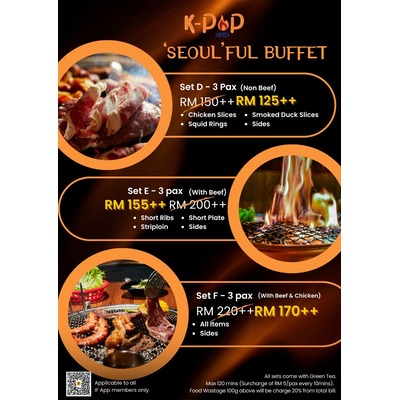 K-POP
GRILL
'SEOUL'FUL BUFFET
Set D - 3 Pax (Non Beef)
RM 150++ RM 125++
• Chicken Slices • Smoked Duck Slices
• Squid Rings • Sides
Set E - 3 pax (With Beef)
RM 155++ RM 200++
• Short Ribs • Short Plate
• Striploin • Sides
Set F - 3 pax (With Beef & Chicken)
RM 220++ RM 170++
• All Items
• Sides
Applicable to all
IF App members only.
All sets come with Green Tea.
Max 120 mins (Surcharge of RM 5/pax every 10mins).
Food Wastage 100g above will be charge 20% from total bill.